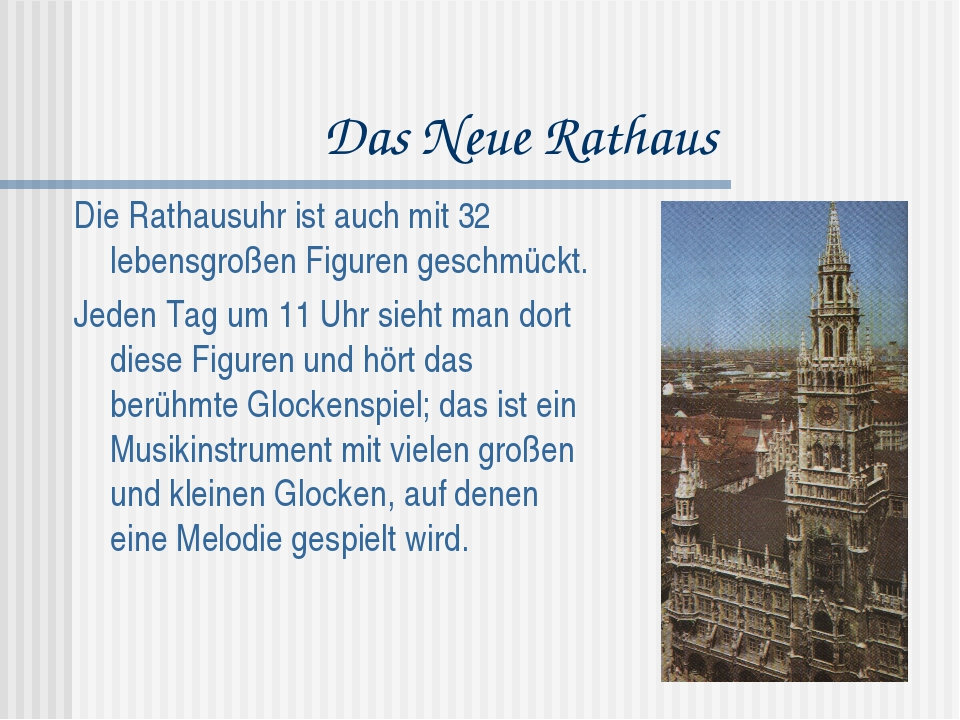 Das Neue Rathaus
Die Rathausuhr ist auch mit 32
lebensgroßen Figuren geschmückt.
Jeden Tag um 11 Uhr sieht man dort
diese Figuren und hört das
berühmte Glockenspiel; das ist ein
Musikinstrument mit vielen großen
und kleinen Glocken, auf denen
eine Melodie gespielt wird.